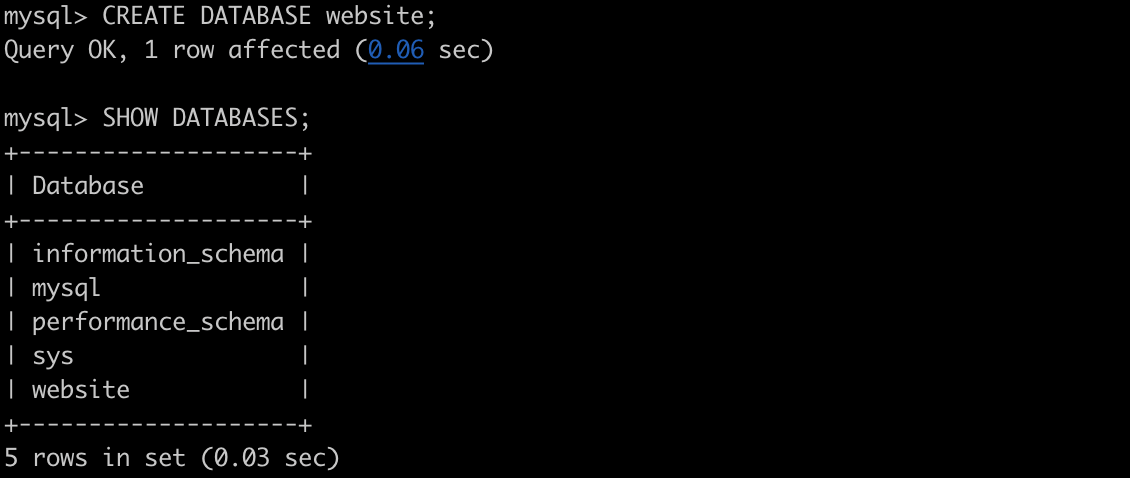 mysql> CREATE DATABASE website;
Query OK, 1 row affected (0.06 sec)
mysql> SHOW DATABASES;
+--------------------+
| Database           |
+--------------------+
| information_schema |
| mysql              |
| performance_schema |
| sys                |
| website            |
+--------------------+
5 rows in set (0.03 sec)